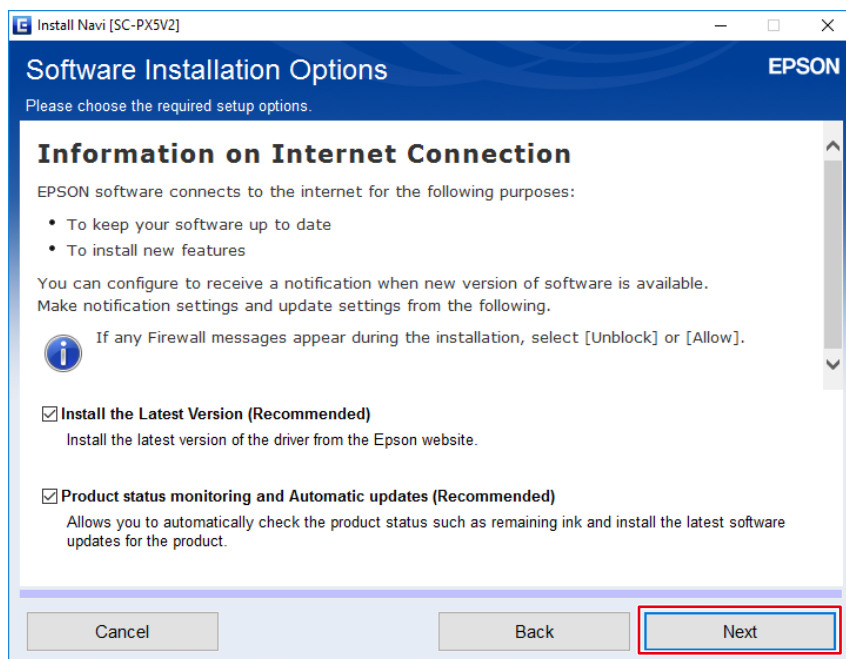 Install Navi [SC-PX5V2]
Software Installation Options
EPSON
Please choose the required setup options.
Information on Internet Connection
EPSON software connects to the internet for the following purposes:
• To keep your software up to date
• To install new features
You can configure to receive a notification when new version of software is available.
Make notification settings and update settings from the following.
If any Firewall messages appear during the installation, select [Unblock] or [Allow].
Install the Latest Version (Recommended)
Install the latest version of the driver from the Epson website.
Product status monitoring and Automatic updates (Recommended)
Allows you to automatically check the product status such as remaining ink and install the latest software
updates for the product.
Cancel
Back
Next